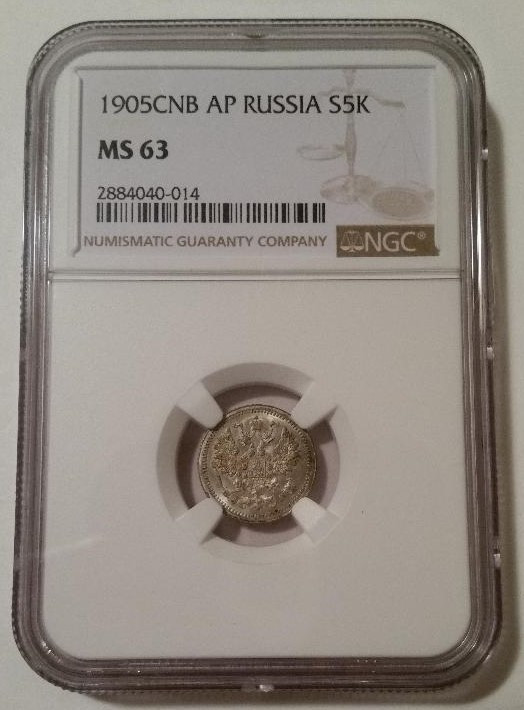 1905CNB AP RUSSIA S5K
MS 63
2884040-014
NUMISMATIC GUARANTY COMPANY NGC®